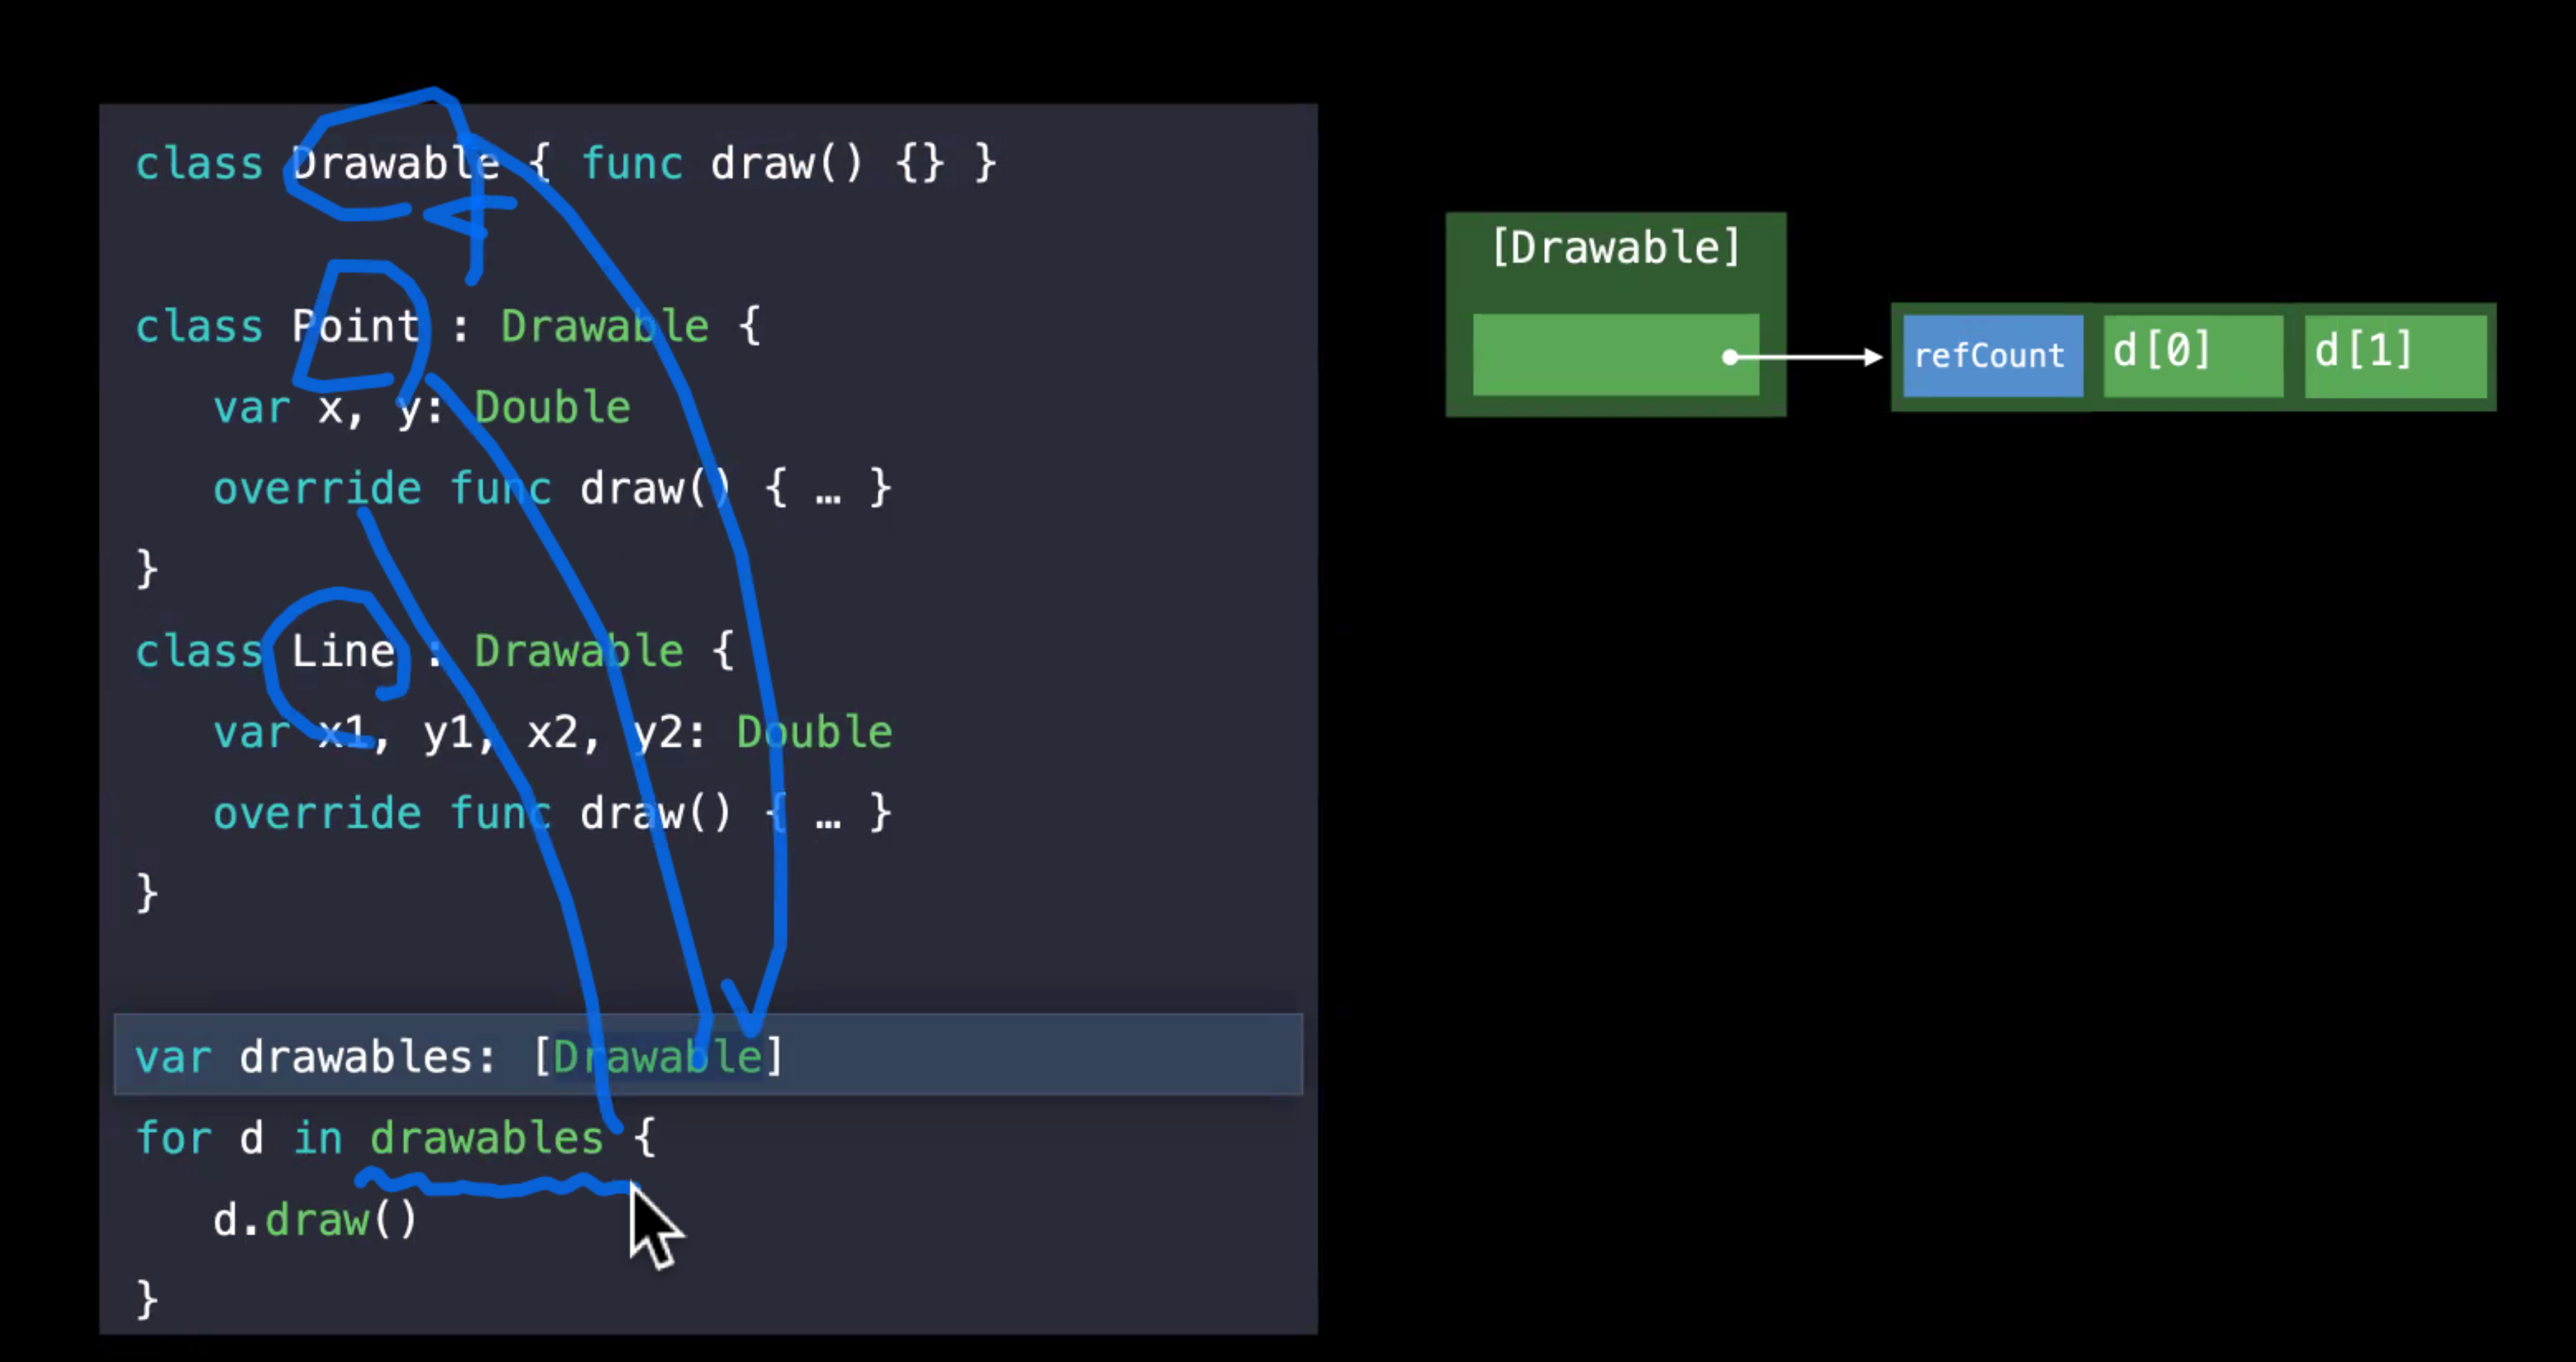 class Drawable { func draw() {} }
class Point : Drawable {
var x, y: Double
override func draw() { … }
}
class Line : Drawable {
var x1, y1, x2, y2: Double
override func draw() { … }
}
var drawables: [Drawable]
for d in drawables {
d.draw()
}
[Drawable]
refCount d[0] d[1]